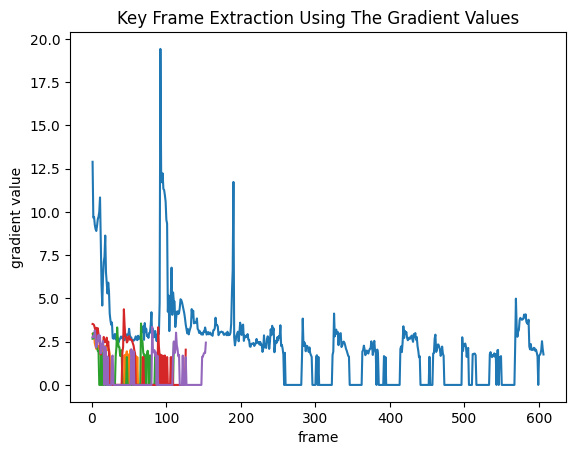 Key Frame Extraction Using The Gradient Values
gradient value
20.0
17.5
15.0
12.5
10.0
7.5
5.0
2.5
0.0
0 100 200 300 400 500 600
frame